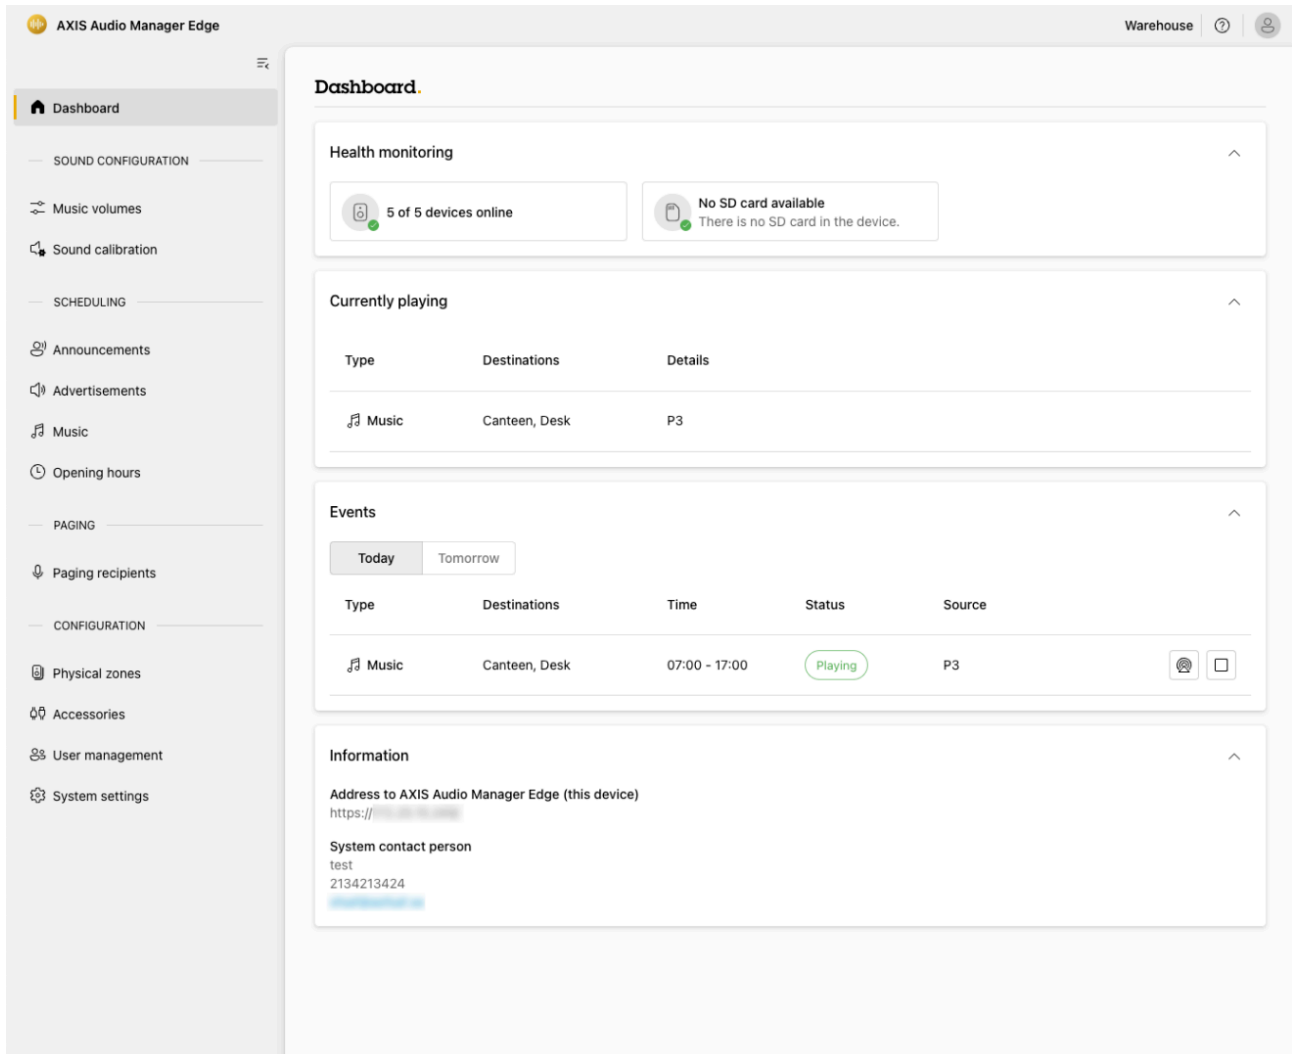 AXIS Audio Manager Edge
Warehouse
Dashboard
SOUND CONFIGURATION
Music volumes
Sound calibration
SCHEDULING
Announcements
Advertisements
Music
Opening hours
PAGING
Paging recipients
CONFIGURATION
Physical zones
Accessories
User management
System settings
Dashboard.
Health monitoring
5 of 5 devices online
No SD card available
There is no SD card in the device.
Currently playing
Type Destinations Details
Music Canteen, Desk P3
Events
Today Tomorrow
Type Destinations Time Status Source
Music Canteen, Desk 07:00 - 17:00 Playing P3
Information
Address to AXIS Audio Manager Edge (this device)
https://
System contact person
test
2134213424